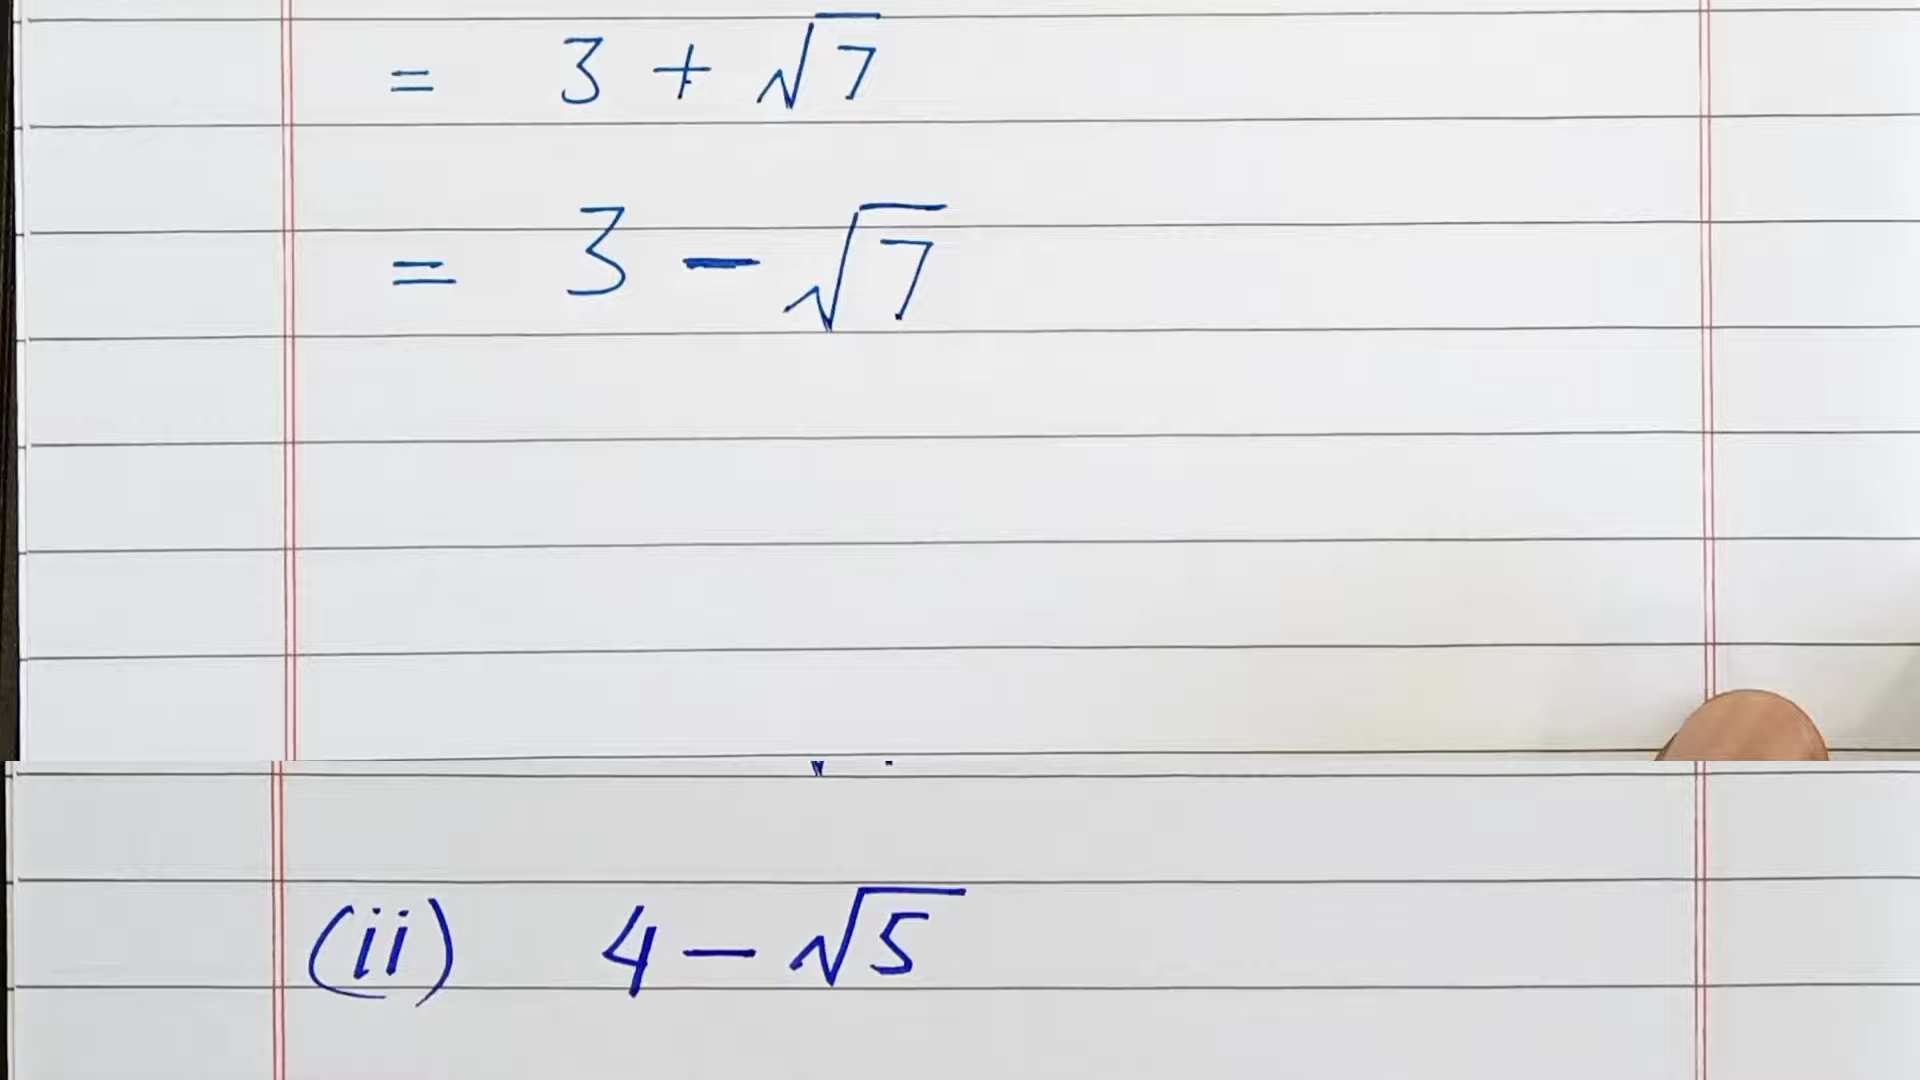 = 3 + √7
= 3 - √7
(ii) 4 - √5